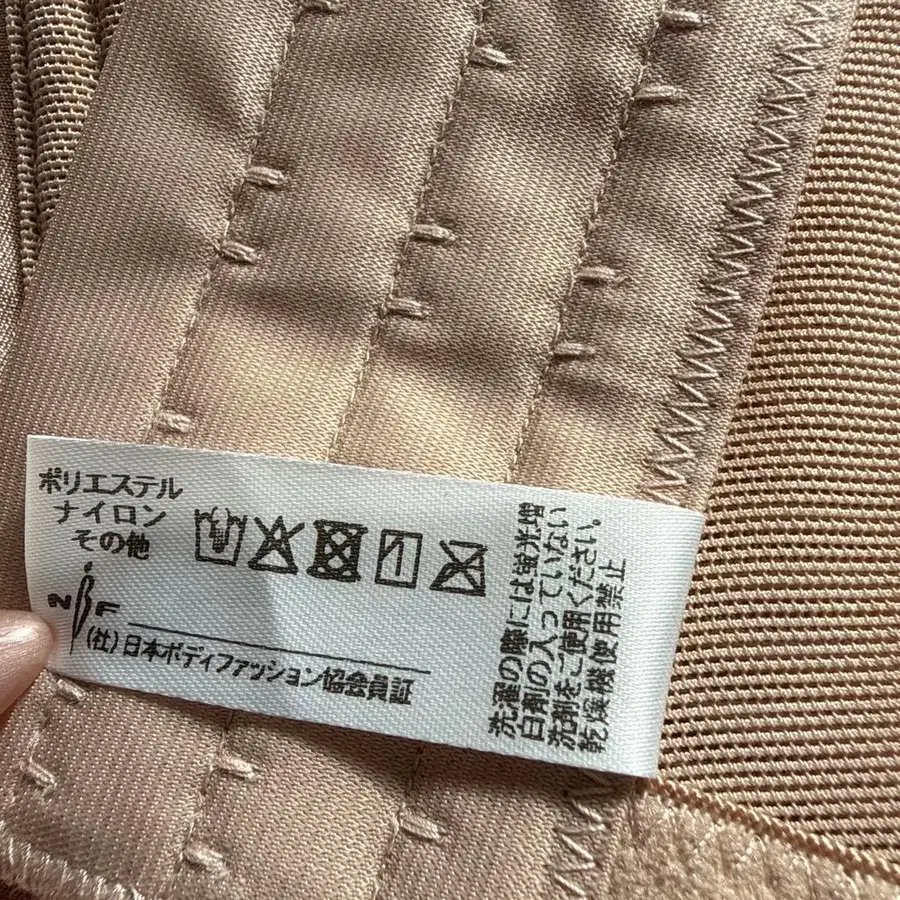 ポリエステル
ナイロン
その他
(社)日本ボディファッション協会員証
洗濯の際には蛍光増
白剤の入っていない
洗剤をご使用ください。
乾燥機使用禁止